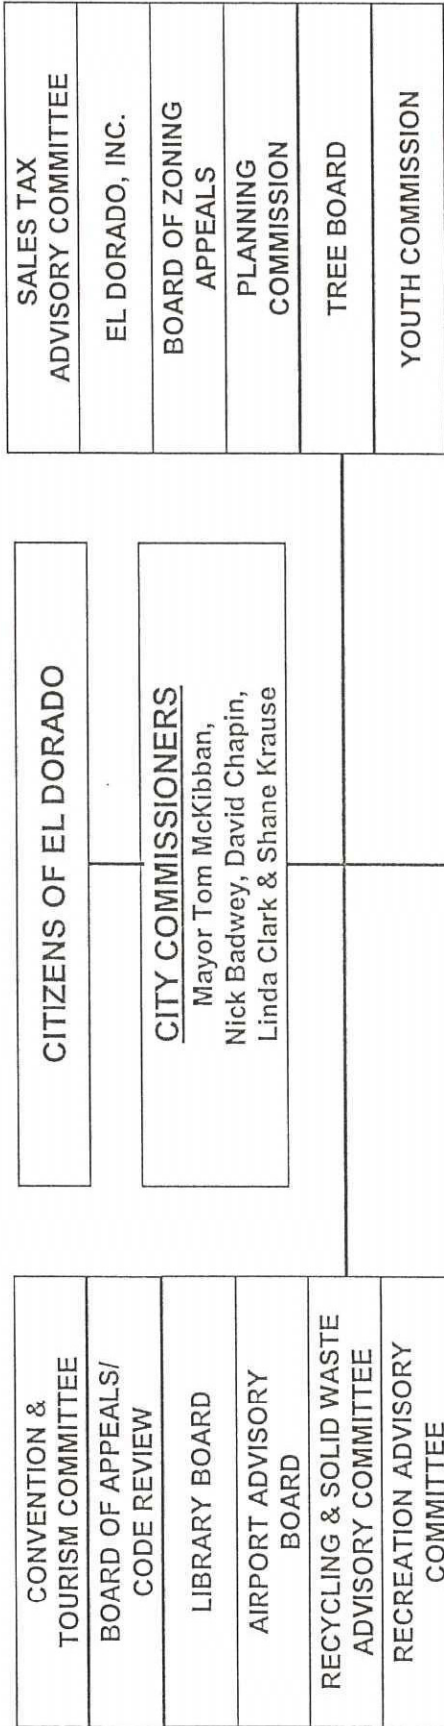 CITIZENS OF EL DORADO
CITY COMMISSIONERS
Mayor Tom McKibban,
Nick Badwey, David Chapin,
Linda Clark & Shane Krause
CONVENTION &
TOURISM COMMITTEE
BOARD OF APPEALS/
CODE REVIEW
LIBRARY BOARD
AIRPORT ADVISORY
BOARD
RECYCLING & SOLID WASTE
ADVISORY COMMITTEE
RECREATION ADVISORY
COMMITTEE
SALES TAX
ADVISORY COMMITTEE
EL DORADO, INC.
BOARD OF ZONING
APPEALS
PLANNING
COMMISSION
TREE BOARD
YOUTH COMMISSION